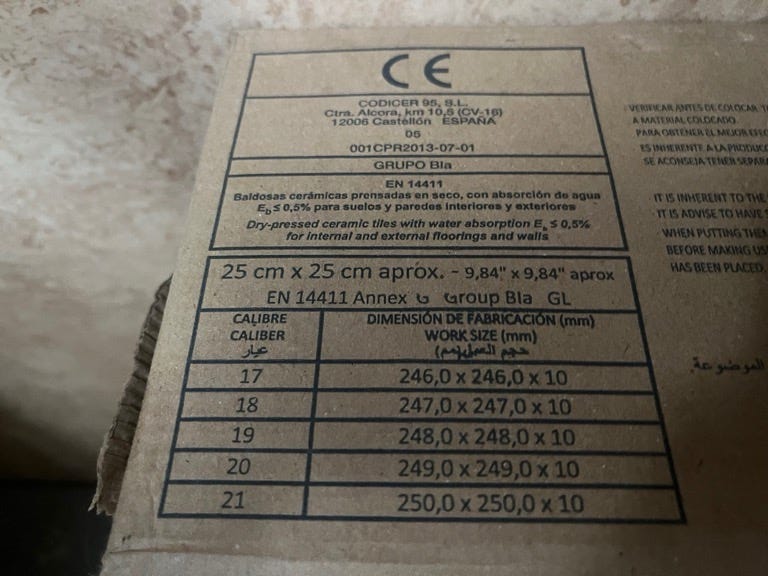 CE
CODICER 95, S.L.
Ctra. Alcora, km 10,5 (CV-16)
12006 Castellón ESPAÑA
05
001CPR2013-07-01
GRUPO BIa
EN 14411
Baldosas cerámicas prensadas en seco, con absorción de agua
Eb ≤ 0,5% para suelos y paredes interiores y exteriores
Dry-pressed ceramic tiles with water absorption Eb ≤ 0,5%
for internal and external floorings and walls
25 cm x 25 cm aprox. - 9,84" x 9,84" aprox
EN 14411 Annex G Group BIa GL
CALIBRE
CALIBER
عيار
DIMENSIÓN DE FABRICACIÓN (mm)
WORK SIZE (mm)
حجم العمل (مم)
17 246,0 x 246,0 x 10
18 247,0 x 247,0 x 10
19 248,0 x 248,0 x 10
20 249,0 x 249,0 x 10
21 250,0 x 250,0 x 10
VERIFICAR ANTES DE COLOCAR
A MATERIAL COLOCADO.
PARA OBTENER EL MEJOR
ES INHERENTE A LA
SE ACONSEJA TENER
IT IS INHERENT TO THE
IT IS ADVISE TO HAVE
WHEN PUTTING
BEFORE MAKING
HAS BEEN PLACED.
الموضوعة.